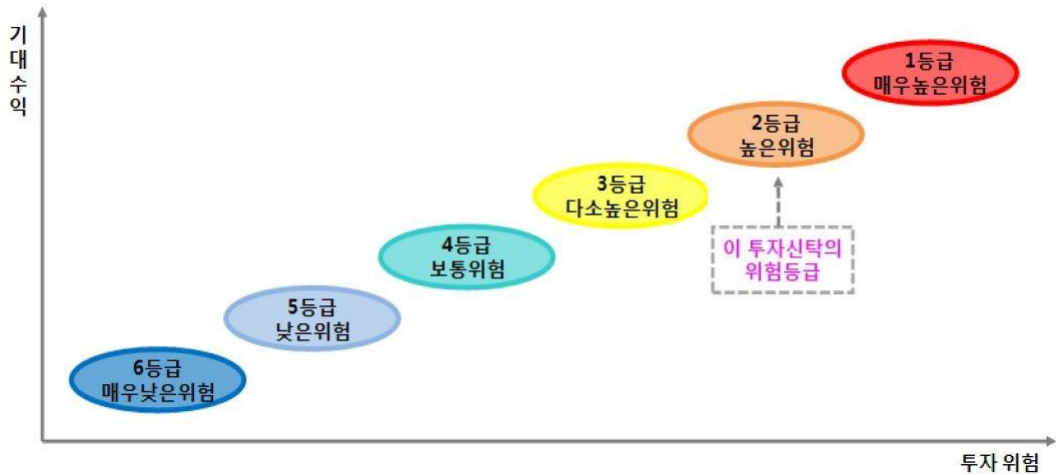 기대수익
1등급
매우높은위험
2등급
높은위험
3등급
다소높은위험
이 투자신탁의
위험등급
4등급
보통위험
5등급
낮은위험
6등급
매우낮은위험
투자 위험